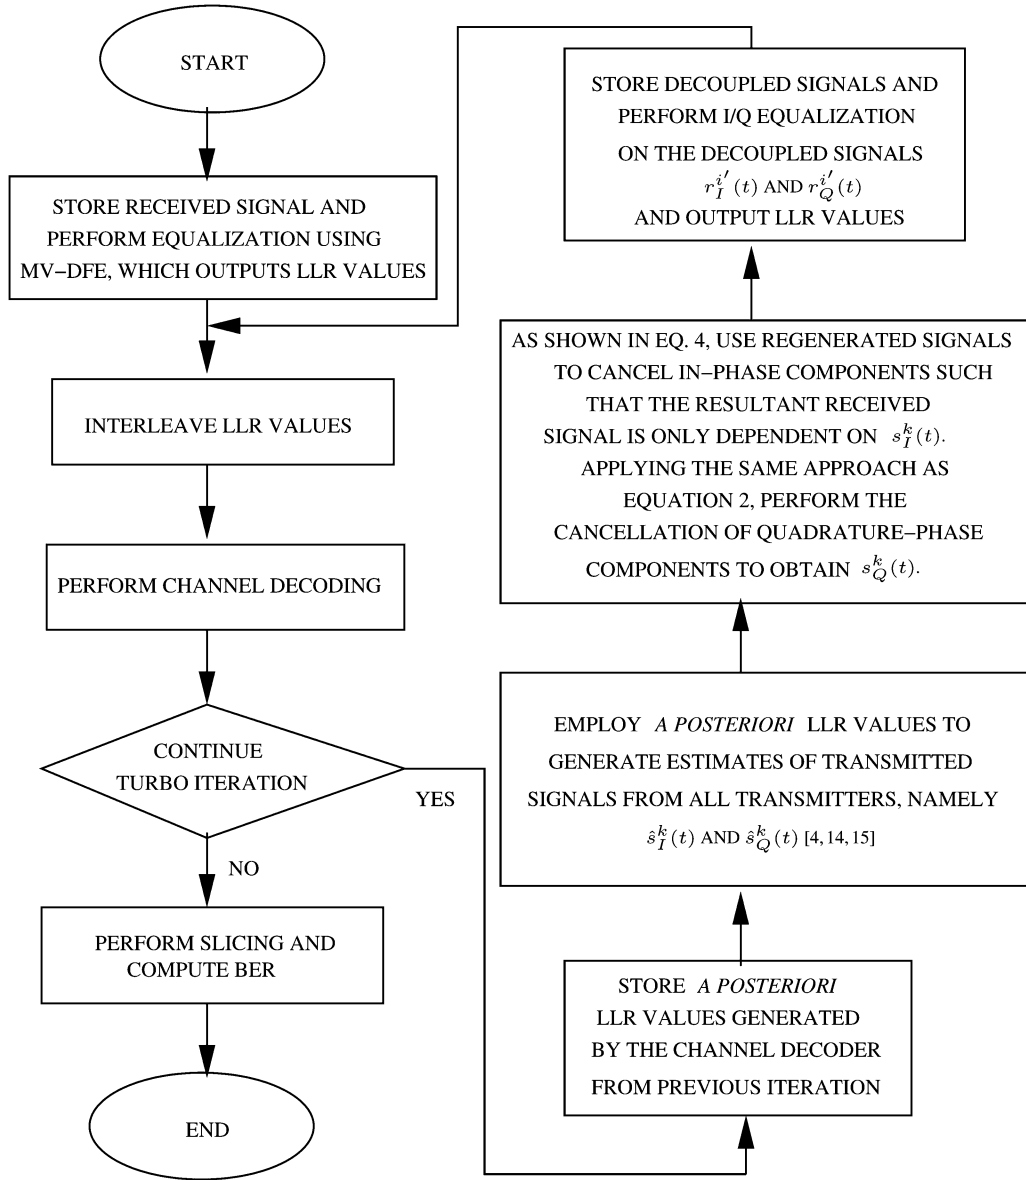 START
STORE RECEIVED SIGNAL AND
PERFORM EQUALIZATION USING
MV−DFE, WHICH OUTPUTS LLR VALUES
INTERLEAVE LLR VALUES
PERFORM CHANNEL DECODING
CONTINUE
TURBO ITERATION
YES
NO
PERFORM SLICING AND
COMPUTE BER
END
STORE DECOUPLED SIGNALS AND
PERFORM I/Q EQUALIZATION
ON THE DECOUPLED SIGNALS
$r_I^{i'}(t)$ AND $r_Q^{i'}(t)$
AND OUTPUT LLR VALUES
AS SHOWN IN EQ. 4, USE REGENERATED SIGNALS
TO CANCEL IN−PHASE COMPONENTS SUCH
THAT THE RESULTANT RECEIVED
SIGNAL IS ONLY DEPENDENT ON $s_I^k(t)$.
APPLYING THE SAME APPROACH AS
EQUATION 2, PERFORM THE
CANCELLATION OF QUADRATURE−PHASE
COMPONENTS TO OBTAIN $s_Q^k(t)$.
EMPLOY A POSTERIORI LLR VALUES TO
GENERATE ESTIMATES OF TRANSMITTED
SIGNALS FROM ALL TRANSMITTERS, NAMELY
$\hat{s}_I^k(t)$ AND $\hat{s}_Q^k(t)$ [4, 14, 15]
STORE A POSTERIORI
LLR VALUES GENERATED
BY THE CHANNEL DECODER
FROM PREVIOUS ITERATION